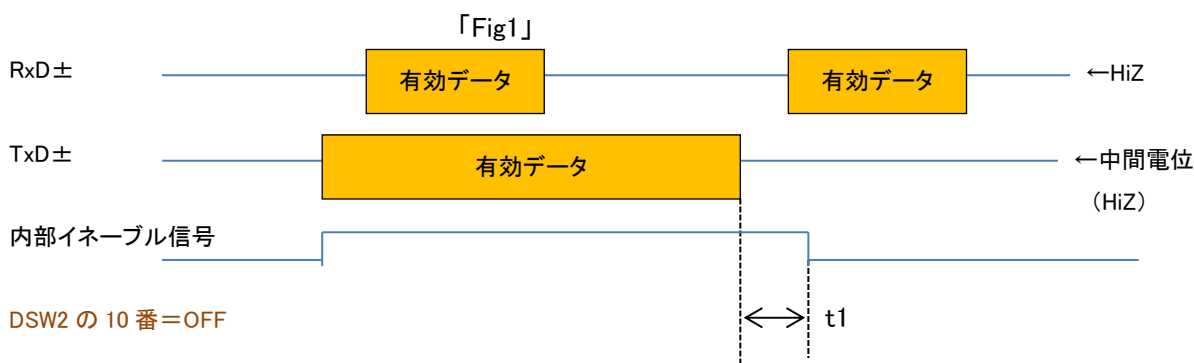 「Fig1」
RxD±
有効データ
有効データ
←HiZ
TxD±
有効データ
←中間電位
(HiZ)
内部イネーブル信号
DSW2 の 10 番=OFF
t1